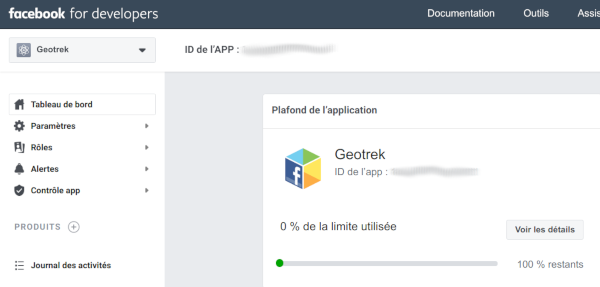 facebook for developers
Documentation
Outils
Assis
Geotrek
ID de l'APP :
Tableau de bord
Paramètres
Rôles
Alertes
Contrôle app
PRODUITS
Journal des activités
Plafond de l'application
Geotrek
ID de l'app :
0 % de la limite utilisée
Voir les détails
100 % restants